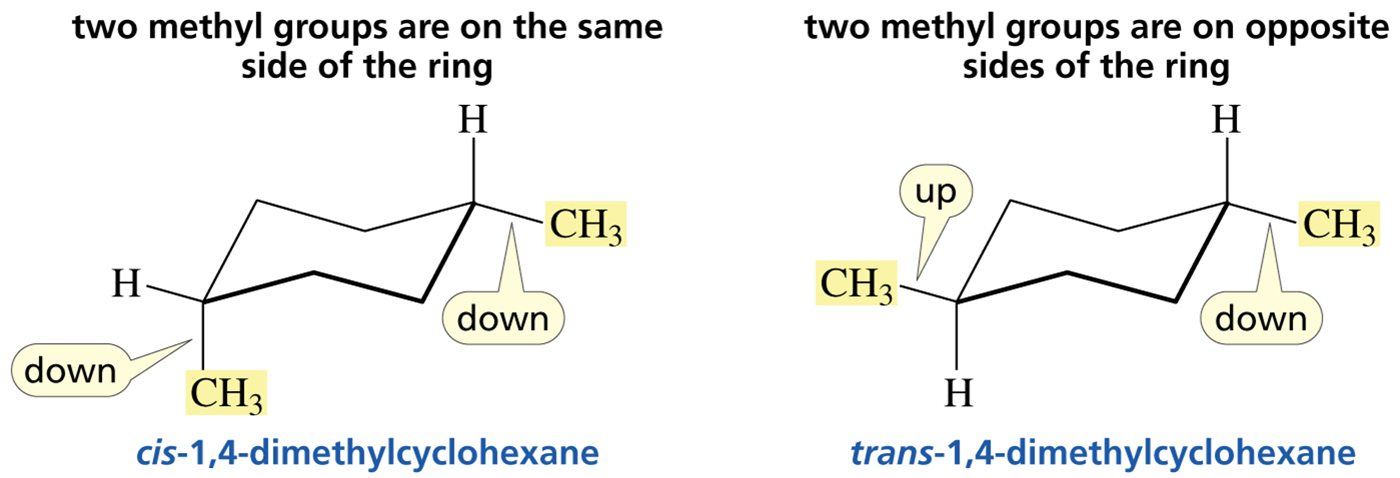 two methyl groups are on the same
side of the ring
H
CH₃
H
down
down
CH₃
cis-1,4-dimethylcyclohexane
two methyl groups are on opposite
sides of the ring
H
up
CH₃
CH₃
down
H
trans-1,4-dimethylcyclohexane